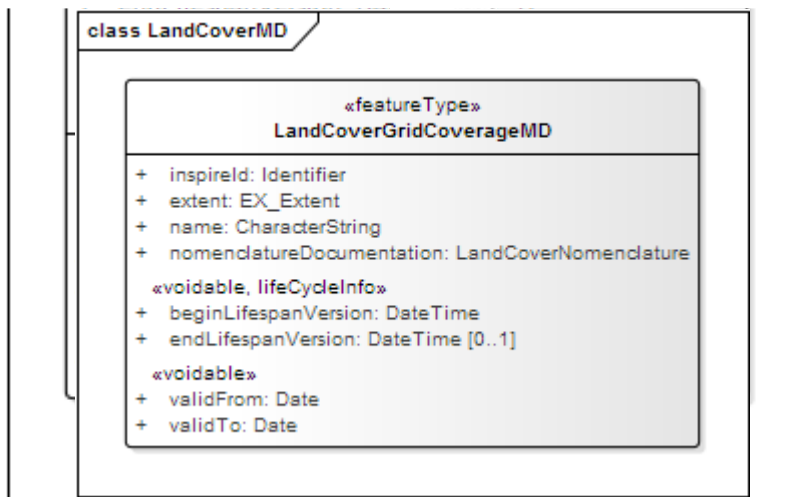 class LandCoverMD
«featureType»
LandCoverGridCoverageMD
+ inspireId: Identifier
+ extent: EX_Extent
+ name: CharacterString
+ nomenclatureDocumentation: LandCoverNomenclature
«voidable, lifeCycleInfo»
+ beginLifespanVersion: DateTime
+ endLifespanVersion: DateTime [0..1]
«voidable»
+ validFrom: Date
+ validTo: Date